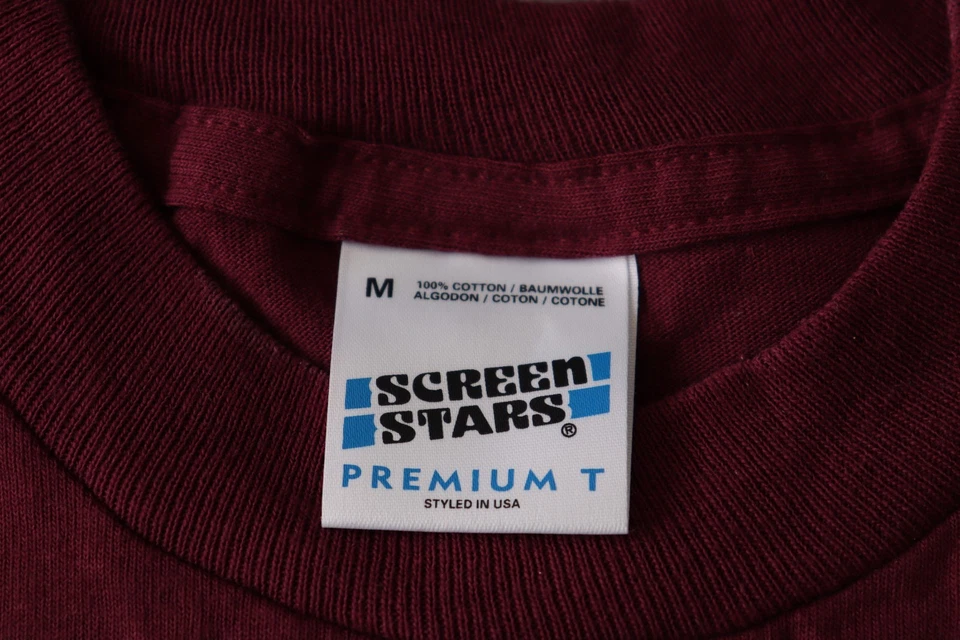 M 100% COTTON / BAUMWOLLE
ALGODON / COTON / COTONE
SCREEN
STARS®
PREMIUM T
STYLED IN USA